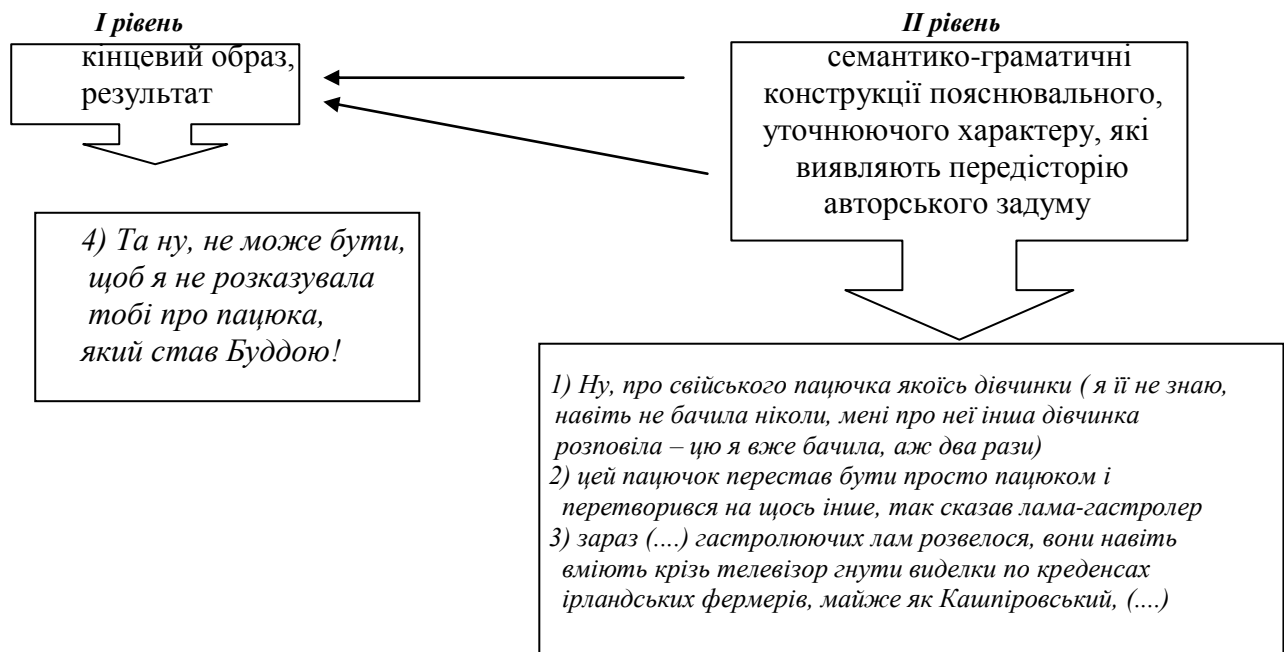 І рівень
кінцевий образ,
результат
4) Та ну, не може бути,
щоб я не розказувала
тобі про пацюка,
який став Буддою!
ІІ рівень
семантико-граматичні
конструкції пояснювального,
уточнюючого характеру, які
виявляють передісторію
авторського задуму
1) Ну, про свійського пацючка якоїсь дівчинки ( я її не знаю,
навіть не бачила ніколи, мені про неї інша дівчинка
розповіла – цю я вже бачила, аж два рази)
2) цей пацючок перестав бути просто пацюком і
перетворився на щось інше, так сказав лама-гастролер
3) зараз (....) гастролюючих лам розвелося, вони навіть
вміють крізь телевізор гнути виделки по креденсах
ірландських фермерів, майже як Кашпіровський, (....)